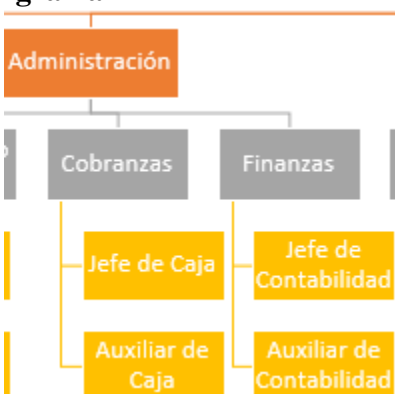 Administración
Cobranzas
Finanzas
Jefe de Caja
Jefe de
Contabilidad
Auxiliar de
Caja
Auxiliar de
Contabilidad